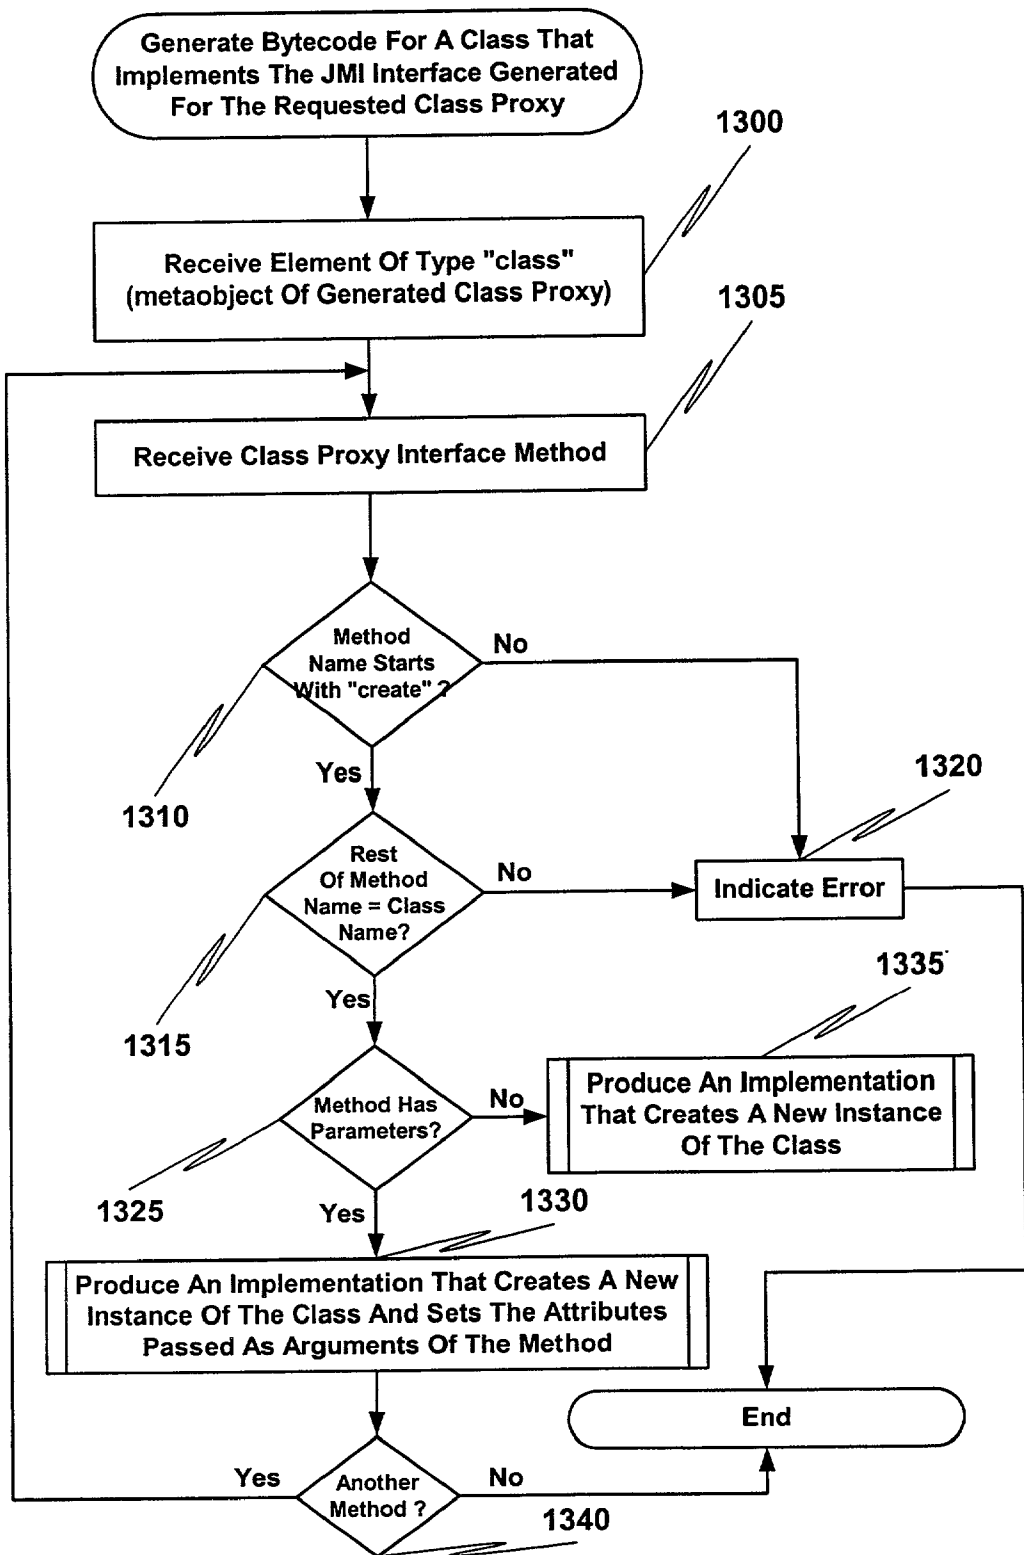 Generate Bytecode For A Class That
Implements The JMI Interface Generated
For The Requested Class Proxy
1300
Receive Element Of Type "class"
(metaobject Of Generated Class Proxy)
1305
Receive Class Proxy Interface Method
Method
Name Starts
With "create" ?
No
Yes
1310
1320
Rest
Of Method
Name = Class
Name?
No
Indicate Error
Yes
1315
1335
Method Has
Parameters?
No
Produce An Implementation
That Creates A New Instance
Of The Class
1325
Yes
1330
Produce An Implementation That Creates A New
Instance Of The Class And Sets The Attributes
Passed As Arguments Of The Method
End
Another
Method ?
Yes
No
1340